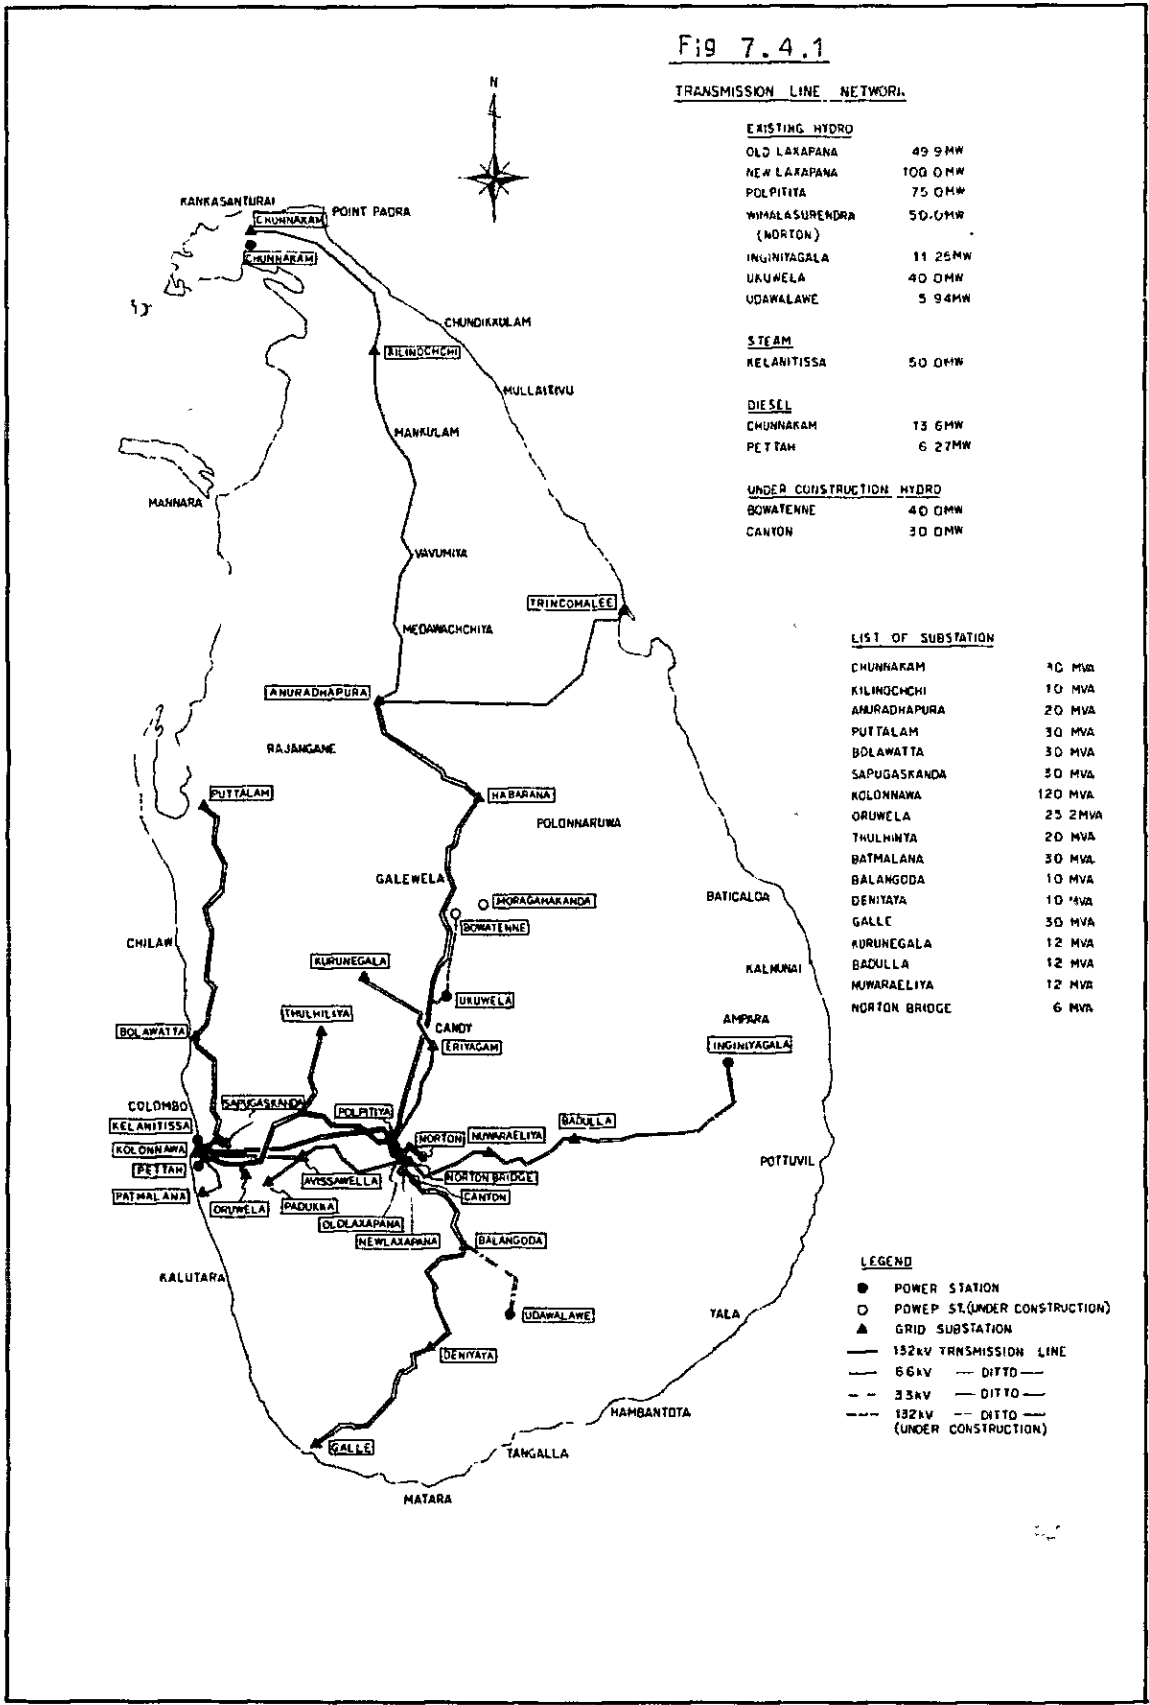 Fig 7.4.1
TRANSMISSION LINE NETWORK
EXISTING HYDRO
OLD LAXAPANA 49 9MW
NEW LAXAPANA 100 0MW
POLPITIYA 75 0MW
WIMALASURENDRA 50.0MW
(NORTON)
INGINIYAGALA 11 25MW
UKUWELA 40 0MW
UDAWALAWE 5 94MW
STEAM
KELANITISSA 50 0MW
DIESEL
CHUNNAKAM 13 6MW
PETTAH 6 27MW
UNDER CONSTRUCTION HYDRO
BOWATENNE 40 0MW
CANYON 30 0MW
N
KANKASANTURAI
POINT PADRA
CHUNNAKAM
CHUNNAKAM
CHUNDIKKULAM
KILINOCHCHI
MULLAITIVU
MANKULAM
MANNARA
VAVUMIYA
TRINCOMALEE
MEDAWACHCHIYA
ANURADHAPURA
RAJANGANE
PUTTALAM
HABARANA
POLONNARUWA
GALEWELA
MORAGAHAKANDA
BATICALOA
BOWATENNE
CHILAW
KURUNEGALA
KALMUNAI
UKUWELA
THULHILIYA
AMPARA
BOLAWATTA
CANDY
ERIYAGAM
INGINIYAGALA
COLOMBO
SAPUGASKANDA
POLPITIYA
BADULLA
KELANITISSA
NORTON
NUWARAELIYA
KOLONNAWA
POTTUVIL
PETTAH
AVISSAWELLA
NORTON BRIDGE
PATMALANA
ORUWELA
PADUKKA
CANYON
OLDLAXAPANA
NEWLAXAPANA
BALANGODA
KALUTARA
UDAWALAWE
YALA
DENIYAYA
HAMBANTOTA
GALLE
TANGALLA
MATARA
LIST OF SUBSTATION
CHUNNAKAM MVA
KILINOCHCHI 10 MVA
ANURADHAPURA 20 MVA
PUTTALAM 30 MVA
BOLAWATTA 30 MVA
SAPUGASKANDA 30 MVA
KOLONNAWA 120 MVA
ORUWELA 25 2MVA
THULHINYA 20 MVA
BATMALANA 30 MVA
BALANGODA 10 MVA
DENIYAYA 10 MVA
GALLE 30 MVA
KURUNEGALA 12 MVA
BADULLA 12 MVA
NUWARAELIYA 12 MVA
NORTON BRIDGE 6 MVA
LEGEND
POWER STATION
POWER ST.(UNDER CONSTRUCTION)
GRID SUBSTATION
132kV TRNSMISSION LINE
66kV — DITTO —
33kV — DITTO —
132kV — DITTO —
(UNDER CONSTRUCTION)